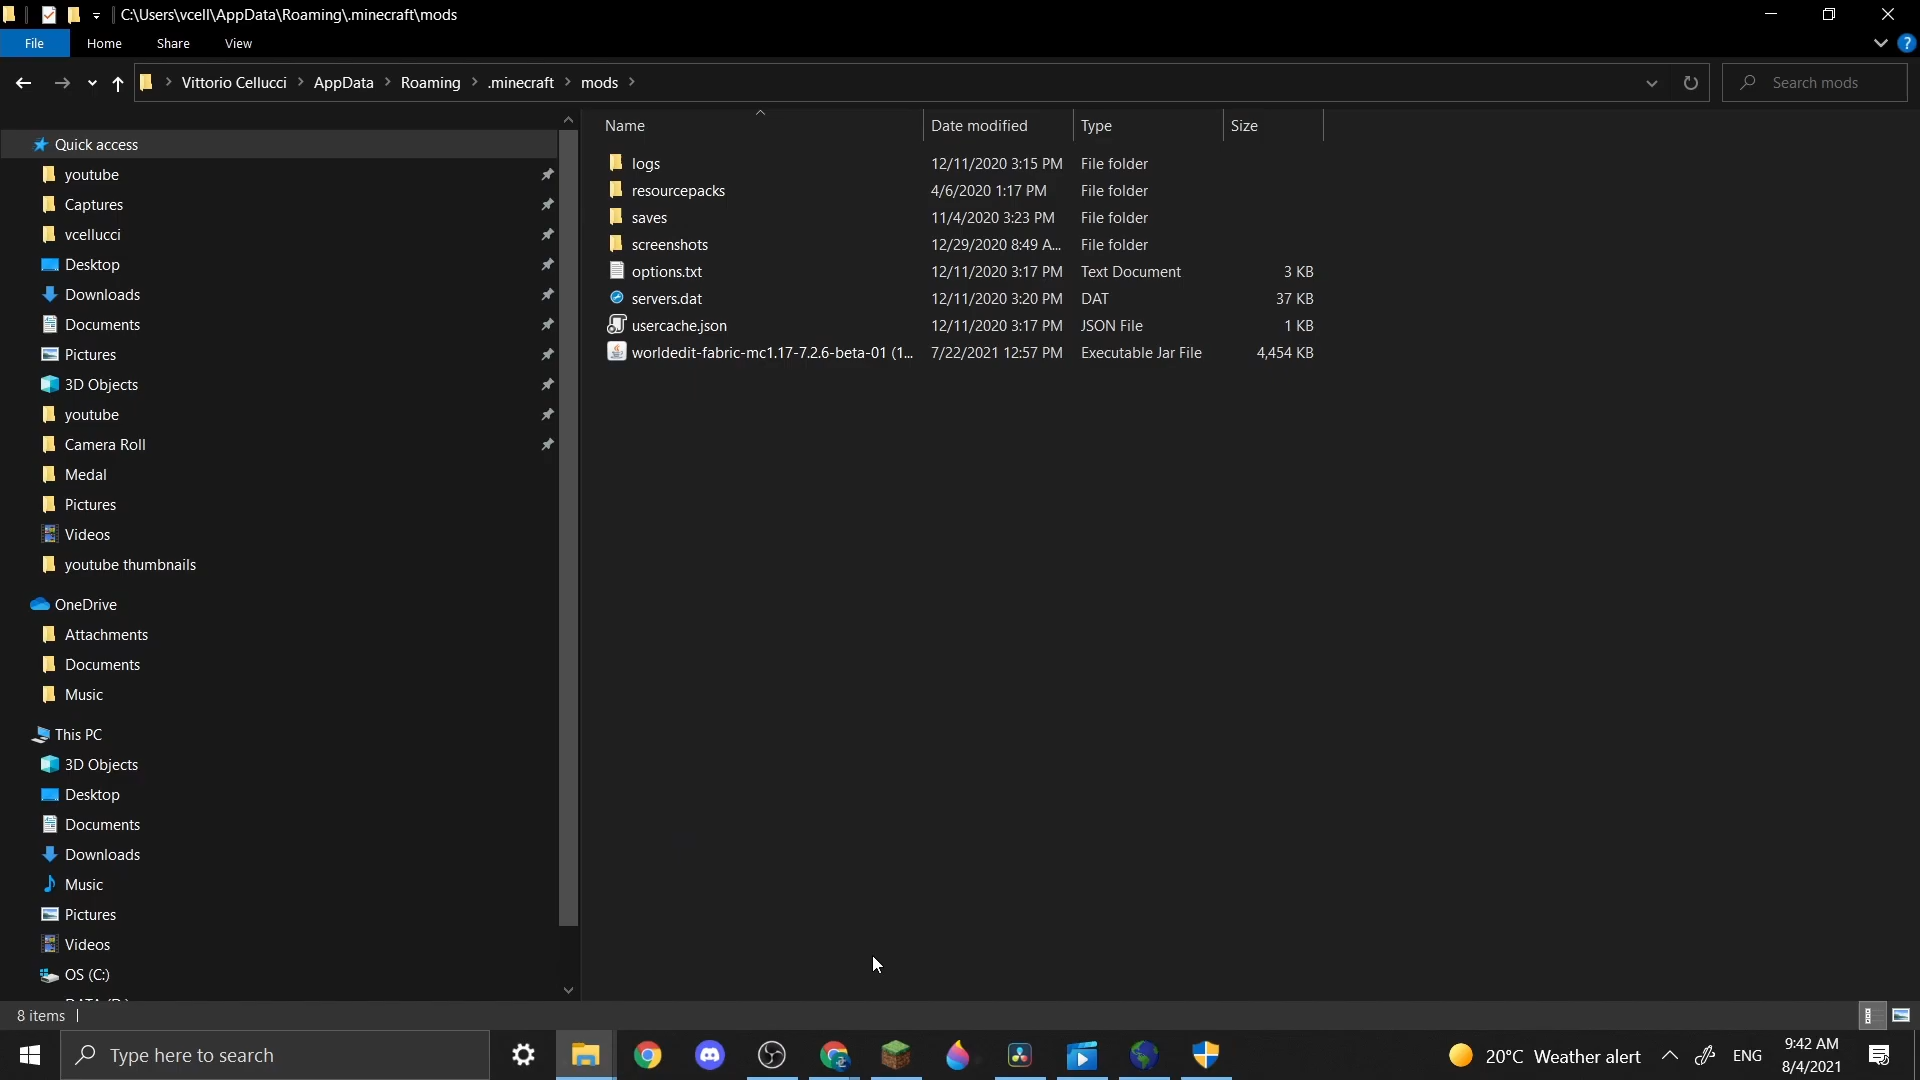 C:\Users\vcell\AppData\Roaming\.minecraft\mods
File Home Share View
Vittorio Cellucci AppData Roaming .minecraft mods
Search mods
Name Date modified Type Size
logs 12/11/2020 3:15 PM File folder
resourcepacks 4/6/2020 1:17 PM File folder
saves 11/4/2020 3:23 PM File folder
screenshots 12/29/2020 8:49 A... File folder
options.txt 12/11/2020 3:17 PM Text Document 3 KB
servers.dat 12/11/2020 3:20 PM DAT 37 KB
usercache.json 12/11/2020 3:17 PM JSON File 1 KB
worldedit-fabric-mc1.17-7.2.6-beta-01 (1... 7/22/2021 12:57 PM Executable Jar File 4,454 KB
Quick access
youtube
Captures
vcellucci
Desktop
Downloads
Documents
Pictures
3D Objects
youtube
Camera Roll
Medal
Pictures
Videos
youtube thumbnails
OneDrive
Attachments
Documents
Music
This PC
3D Objects
Desktop
Documents
Downloads
Music
Pictures
Videos
OS (C:)
8 items
Type here to search
20°C Weather alert
ENG
9:42 AM
8/4/2021